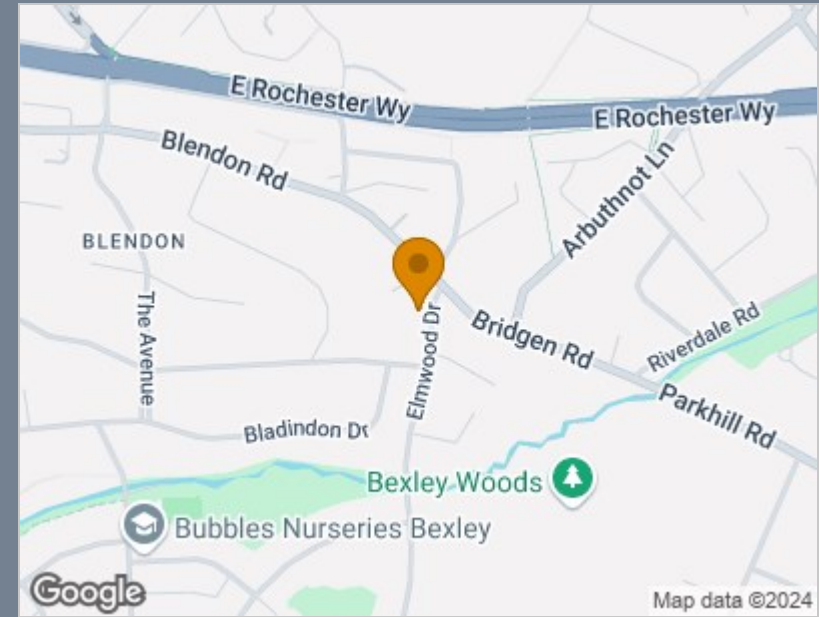 E Rochester Wy
E Rochester Wy
Blendon Rd
Arbuthnot Ln
BLENDON
The Avenue
Elmwood Dr
Bridgen Rd
Riverdale Rd
Parkhill Rd
Bladindon Dr
Bexley Woods
Bubbles Nurseries Bexley
Google
Map data ©2024